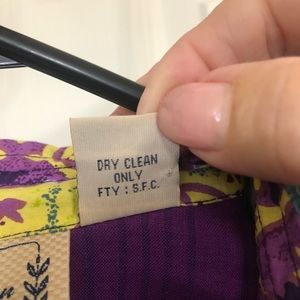 DRY CLEAN
ONLY
FTY : S.F.C.